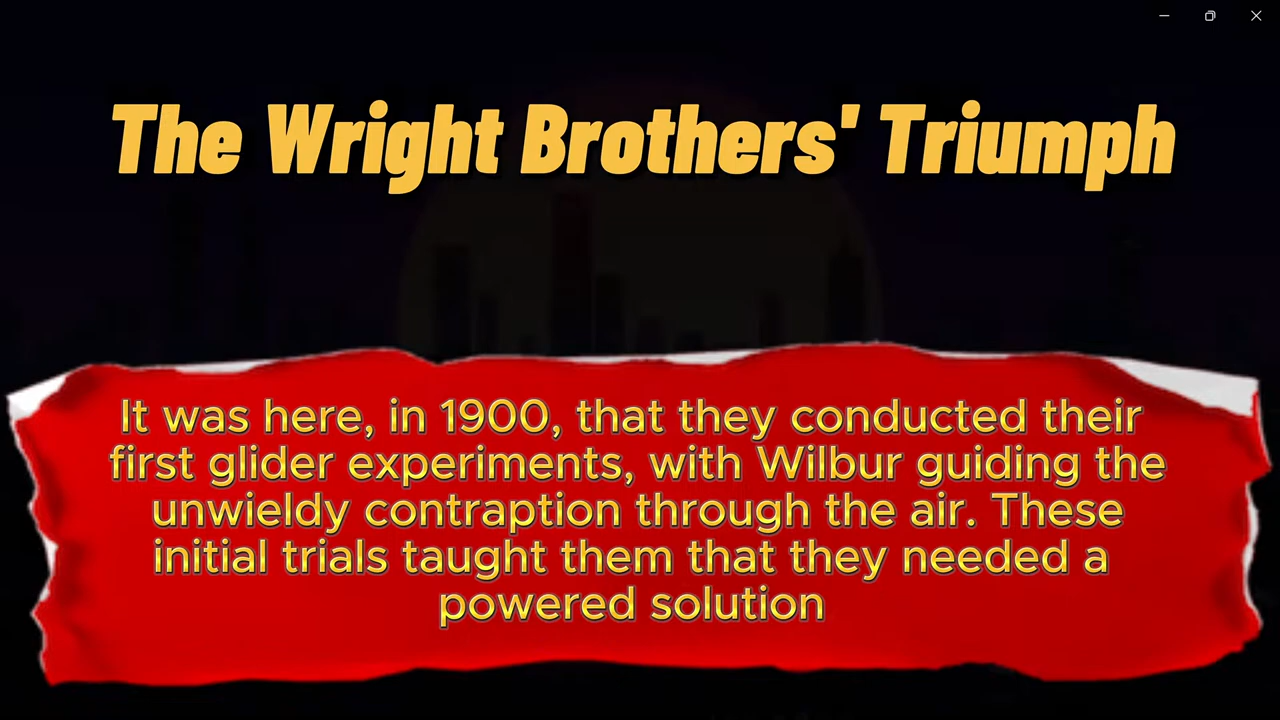 The Wright Brothers' Triumph
It was here, in 1900, that they conducted their
first glider experiments, with Wilbur guiding the
unwieldy contraption through the air. These
initial trials taught them that they needed a
powered solution